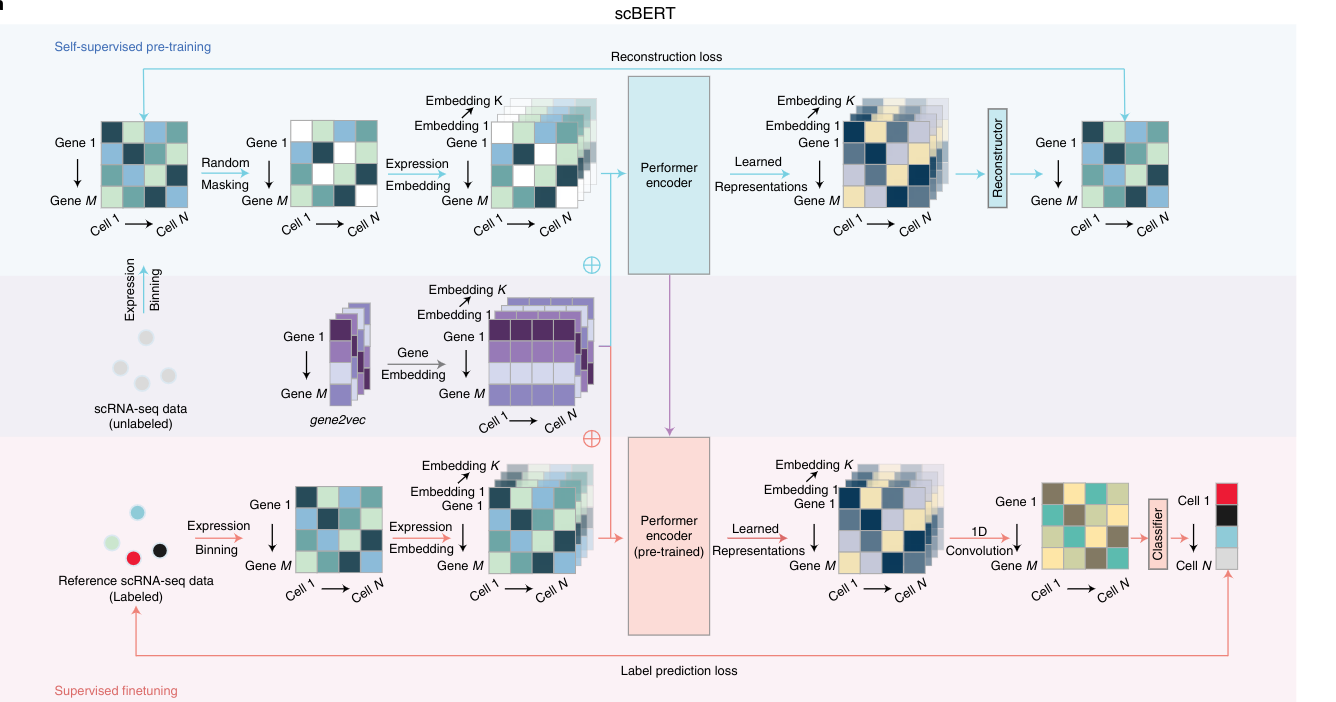 scBERT
Self-supervised pre-training
Reconstruction loss
Gene 1
Gene M
Cell 1
Cell N
Random
Masking
Gene 1
Gene M
Cell 1
Cell N
Expression
Embedding
Embedding K
Embedding 1
Gene 1
Gene M
Cell 1
Cell N
Performer
encoder
Learned
Representations
Embedding K
Embedding 1
Gene 1
Gene M
Cell 1
Cell N
Reconstructor
Gene 1
Gene M
Cell 1
Cell N
Expression
Binning
scRNA-seq data
(unlabeled)
Gene 1
Gene M
gene2vec
Gene
Embedding
Embedding K
Embedding 1
Gene 1
Gene M
Cell 1
Cell N
Reference scRNA-seq data
(Labeled)
Expression
Binning
Gene 1
Gene M
Cell 1
Cell N
Expression
Embedding
Embedding K
Embedding 1
Gene 1
Gene M
Cell 1
Cell N
Performer
encoder
(pre-trained)
Learned
Representations
Embedding K
Embedding 1
Gene 1
Gene M
Cell 1
Cell N
1D
Convolution
Gene 1
Gene M
Cell 1
Cell N
Classifier
Cell 1
Cell N
Label prediction loss
Supervised finetuning